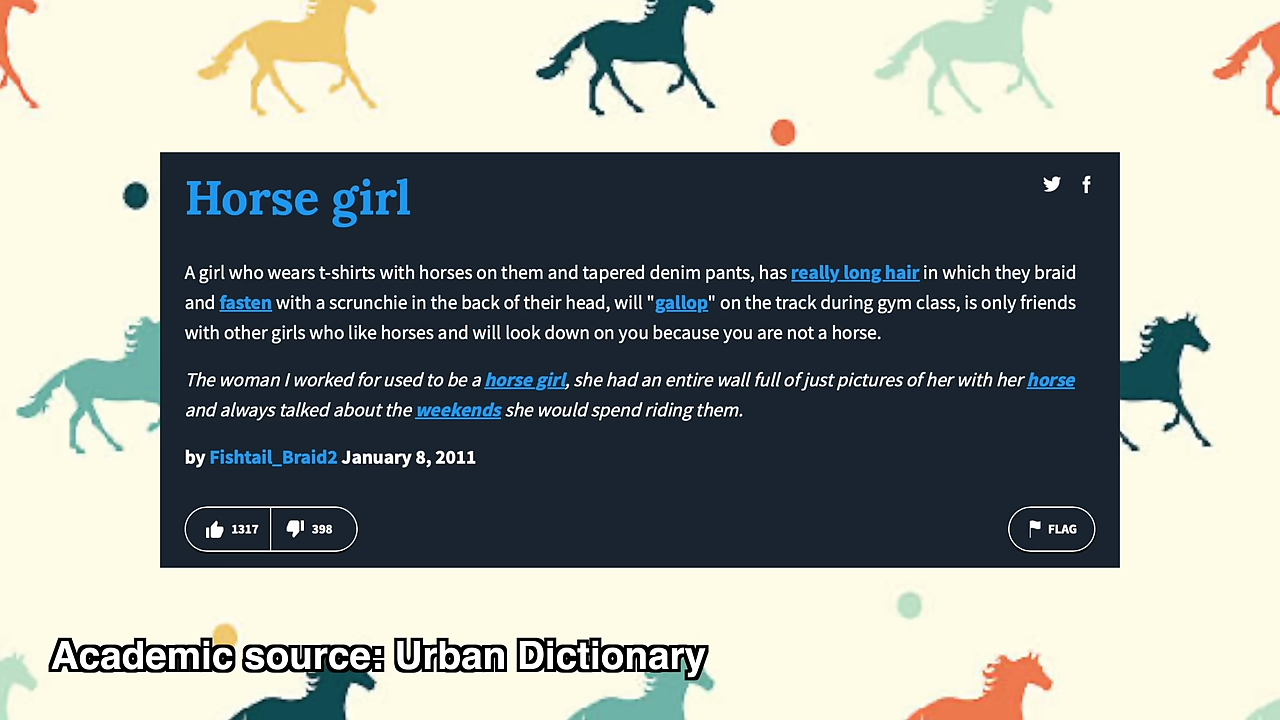 Horse girl
A girl who wears t-shirts with horses on them and tapered denim pants, has really long hair in which they braid
and fasten with a scrunchie in the back of their head, will "gallop" on the track during gym class, is only friends
with other girls who like horses and will look down on you because you are not a horse.
The woman I worked for used to be a horse girl, she had an entire wall full of just pictures of her with her horse
and always talked about the weekends she would spend riding them.
by Fishtail_Braid2 January 8, 2011
1317 398 FLAG
Academic source: Urban Dictionary